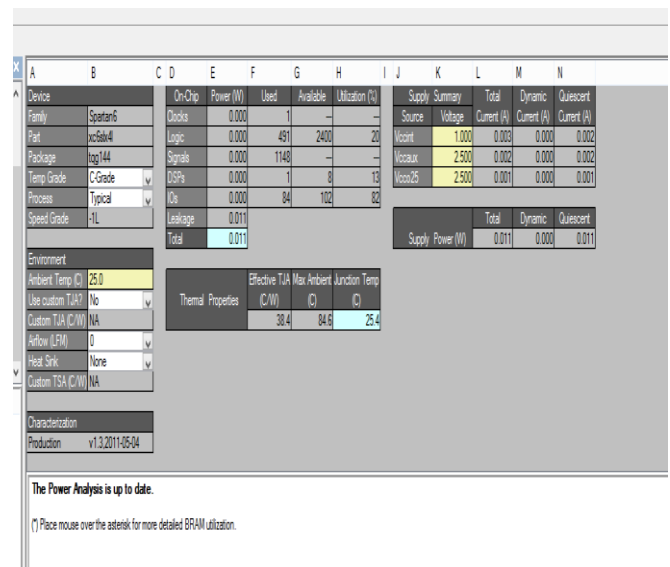 A B C D E F G H I J K L M N
Device On-Chip Power (W) Used Available Utilization (%) Supply Summary Total Dynamic Quiescent
Family Spartan6 Clocks 0.000 1 -- -- Source Voltage Current (A) Current (A) Current (A)
Part xc6slx4l Logic 0.000 491 2400 20 Vccint 1.000 0.003 0.000 0.002
Package tqg144 Signals 0.000 1148 -- -- Vccaux 2.500 0.002 0.000 0.002
Temp Grade C-Grade DSPs 0.000 1 8 13 Vcco25 2.500 0.001 0.000 0.001
Process Typical IOs 0.000 84 102 82
Speed Grade -1L Leakage 0.011 Total Dynamic Quiescent
Total 0.011 Supply Power (W) 0.011 0.000 0.011
Environment
Ambient Temp (C) 25.0 Effective TJA Max Ambient Junction Temp
Use custom TJA? No Thermal Properties (C/W) (C) (C)
Custom TJA (C/W) NA 38.4 84.6 25.4
Airflow (LFM) 0
Heat Sink None
Custom TSA (C/W) NA
Characterization
Production v1.3,2011-05-04
The Power Analysis is up to date.
(*) Place mouse over the asterisk for more detailed BRAM utilization.